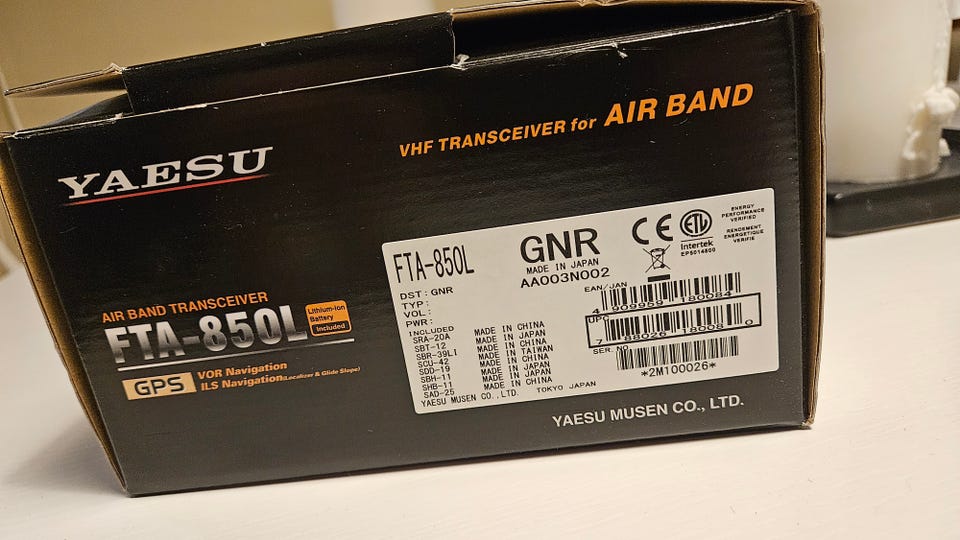 YAESU
VHF TRANSCEIVER for AIR BAND
AIR BAND TRANSCEIVER
FTA-850L
Lithium-ion
Battery
Included
GPS
VOR Navigation
ILS Navigation(Localizer & Glide Slope)
FTA-850L
GNR
MADE IN JAPAN
AA003N002
CE
ETL
Intertek
EPS014800
ENERGY
PERFORMANCE
VERIFIED
RENDEMENT
ENERGETIQUE
VERIFIE
DST: GNR
TYP:
VOL:
PWR:
INCLUDED
SRA-20A MADE IN CHINA
SBT-12 MADE IN JAPAN
SBR-39LI MADE IN CHINA
SCU-42 MADE IN TAIWAN
SDD-19 MADE IN CHINA
SBH-11 MADE IN JAPAN
SHB-11 MADE IN JAPAN
SAD-25 MADE IN CHINA
YAESU MUSEN CO., LTD. TOKYO JAPAN
EAN/JAN
4 909959 180084
UPC
7 88026 18008 0
SER. NO
*2M100026*
YAESU MUSEN CO., LTD.